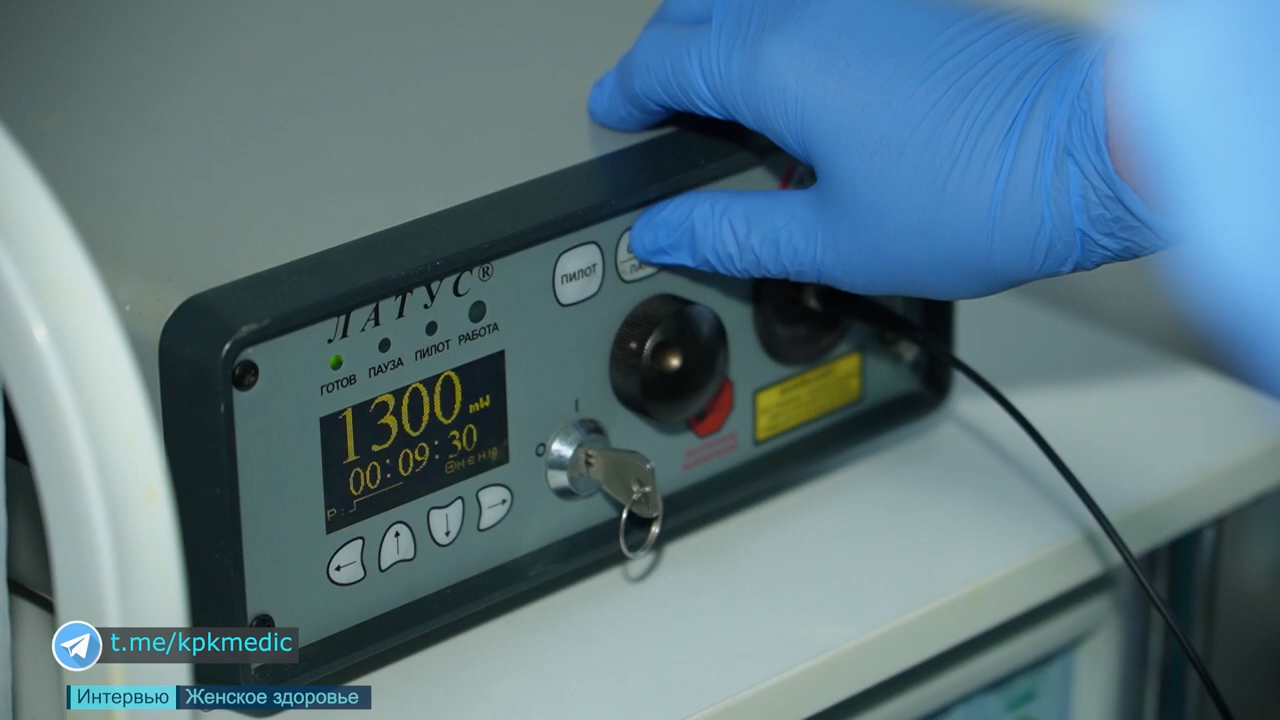 ЛАТУС®
ГОТОВ ПАУЗА ПИЛОТ РАБОТА
1300 mW
00:09:30
P:
ПИЛОТ
I
O
t.me/kpkmedic
Интервью Женское здоровье